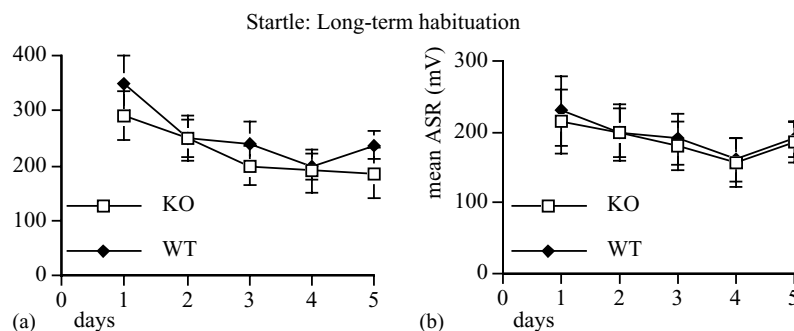 Startle: Long-term habituation
400
300
200
100
0
KO
WT
0 1 2 3 4 5
(a) days
mean ASR (mV)
300
200
100
0
KO
WT
0 1 2 3 4 5
(b) days